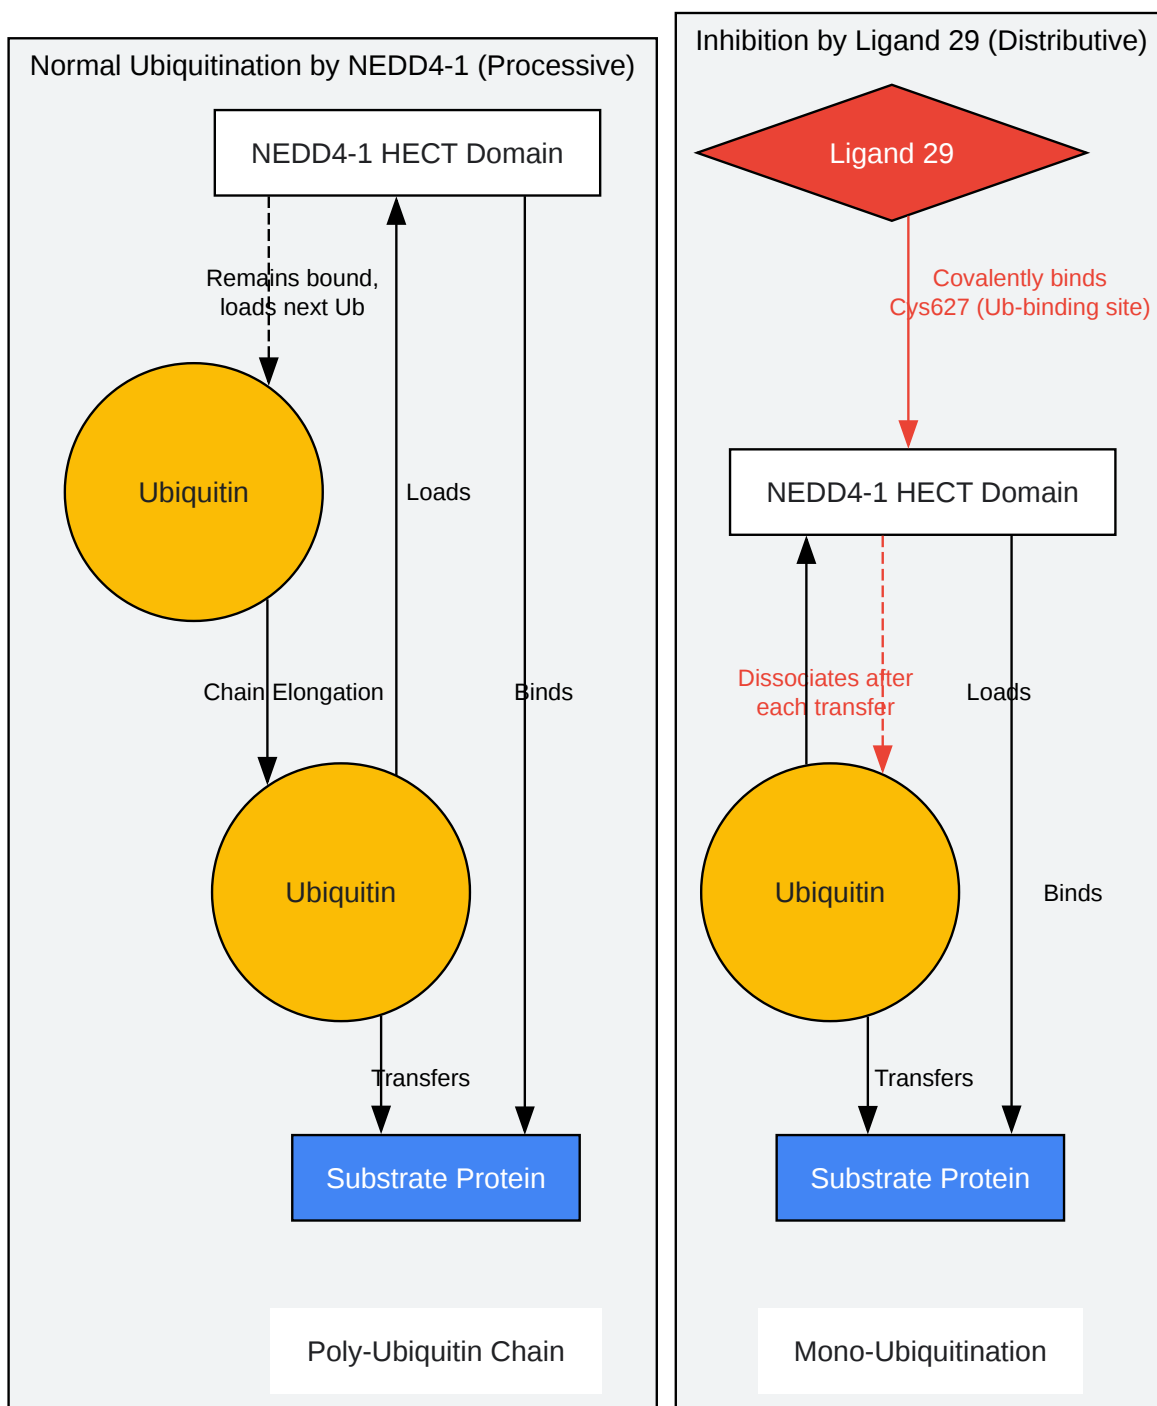 Normal Ubiquitination by NEDD4-1 (Processive)
NEDD4-1 HECT Domain
Remains bound,
loads next Ub
Ubiquitin
Loads
Chain Elongation
Binds
Ubiquitin
Transfers
Substrate Protein
Poly-Ubiquitin Chain
Inhibition by Ligand 29 (Distributive)
Ligand 29
Covalently binds
Cys627 (Ub-binding site)
NEDD4-1 HECT Domain
Dissociates after
each transfer
Loads
Ubiquitin
Binds
Transfers
Substrate Protein
Mono-Ubiquitination